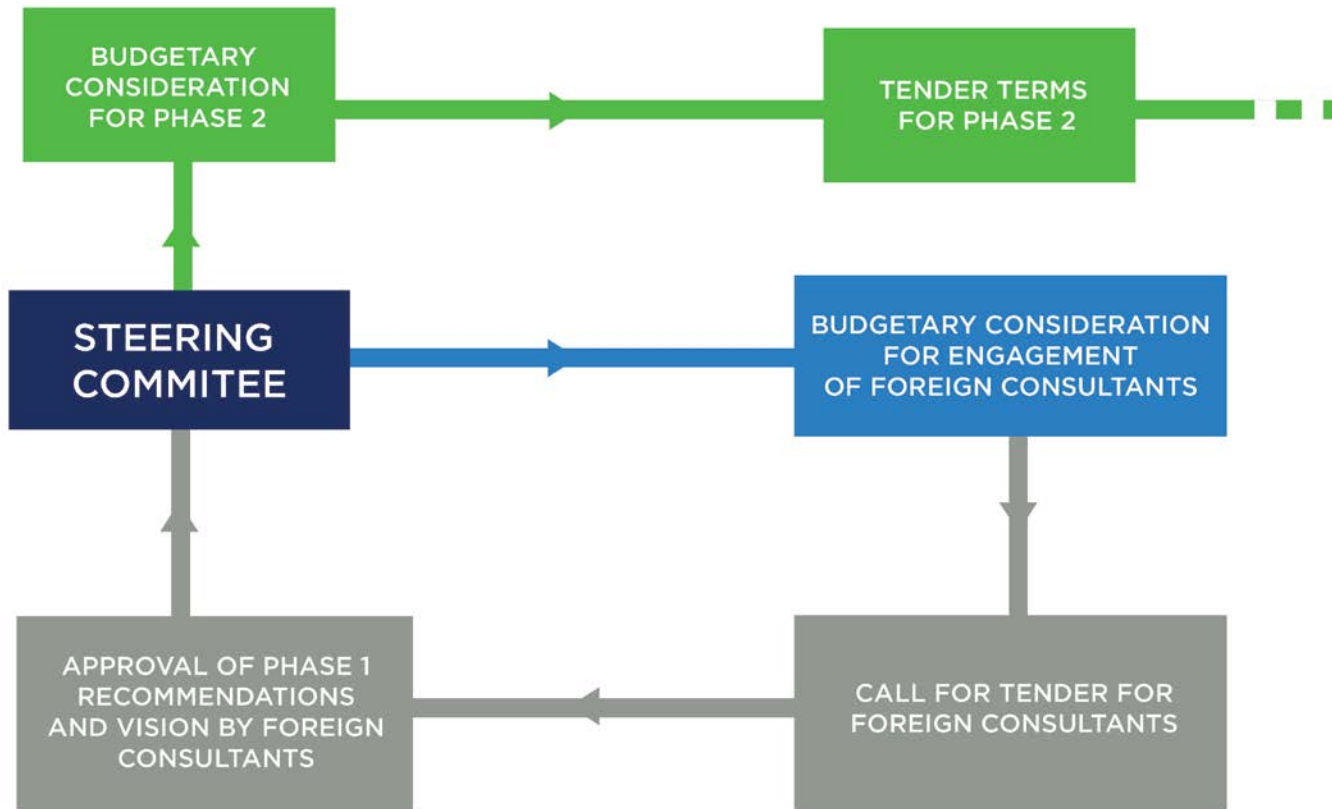 BUDGETARY
CONSIDERATION
FOR PHASE 2
TENDER TERMS
FOR PHASE 2
STEERING
COMMITEE
BUDGETARY CONSIDERATION
FOR ENGAGEMENT
OF FOREIGN CONSULTANTS
APPROVAL OF PHASE 1
RECOMMENDATIONS
AND VISION BY FOREIGN
CONSULTANTS
CALL FOR TENDER FOR
FOREIGN CONSULTANTS